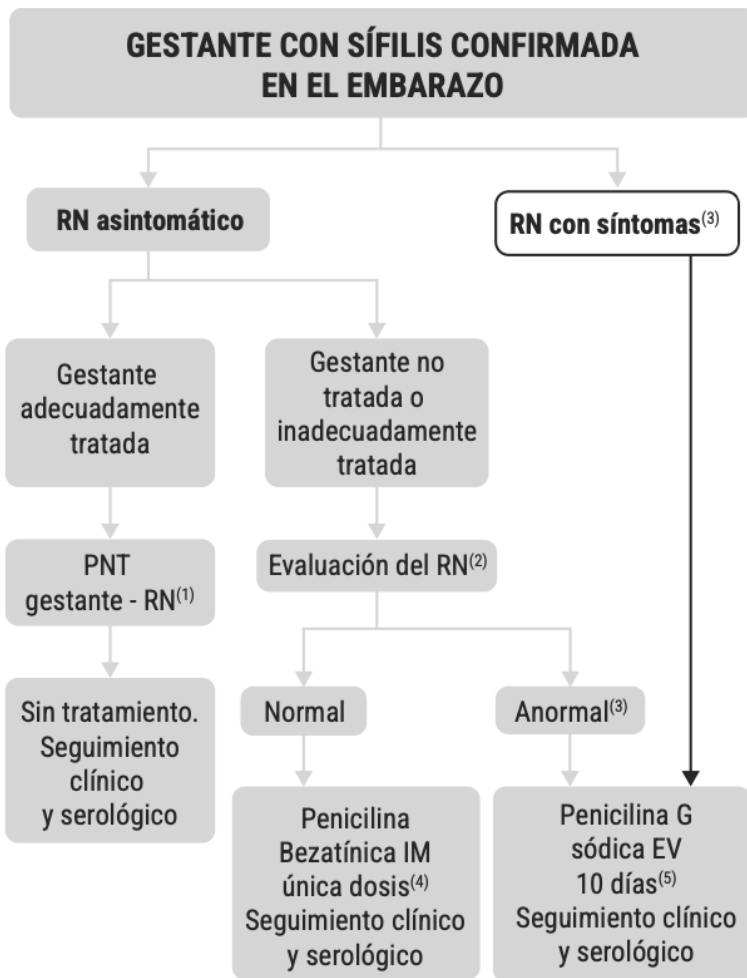 GESTANTE CON SÍFILIS CONFIRMADA
EN EL EMBARAZO
RN asintomático
RN con síntomas(3)
Gestante
adecuadamente
tratada
Gestante no
tratada o
inadecuadamente
tratada
PNT
gestante - RN(1)
Evaluación del RN(2)
Sin tratamiento.
Seguimiento
clínico
y serológico
Normal
Anormal(3)
Penicilina
Bezatínica IM
única dosis(4)
Seguimiento clínico
y serológico
Penicilina G
sódica EV
10 días(5)
Seguimiento clínico
y serológico